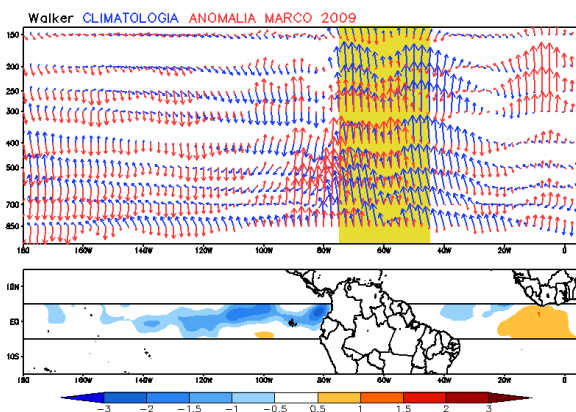 Walker CLIMATOLOGIA ANOMALIA MARCO 2009
150
200
250
300
400
500
600
700
850
180 160W 140W 120W 100W 80W 60W 40W 20W 0
10N
EQ
10S
180 160W 140W 120W 100W 80W 60W 40W 20W 0
-3 -2 -1.5 -1 -0.5 0.5 1 1.5 2 3